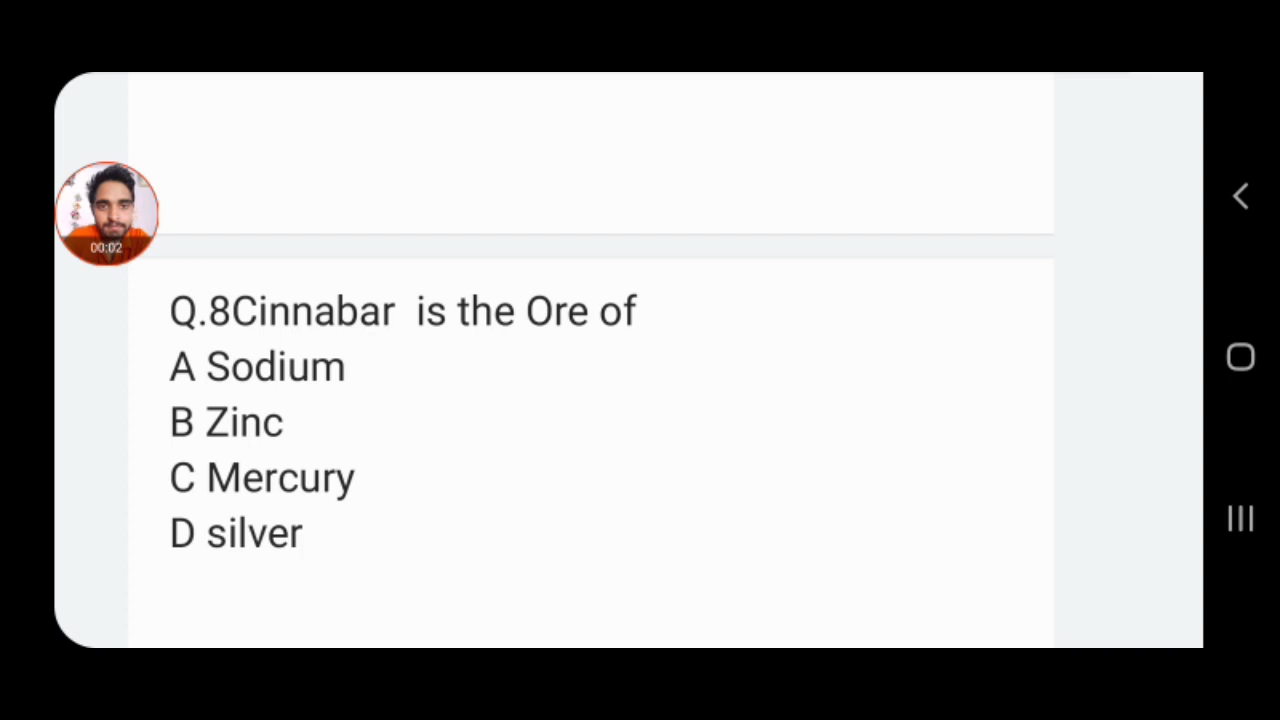 00:02
Q.8Cinnabar is the Ore of
A Sodium
B Zinc
C Mercury
D silver